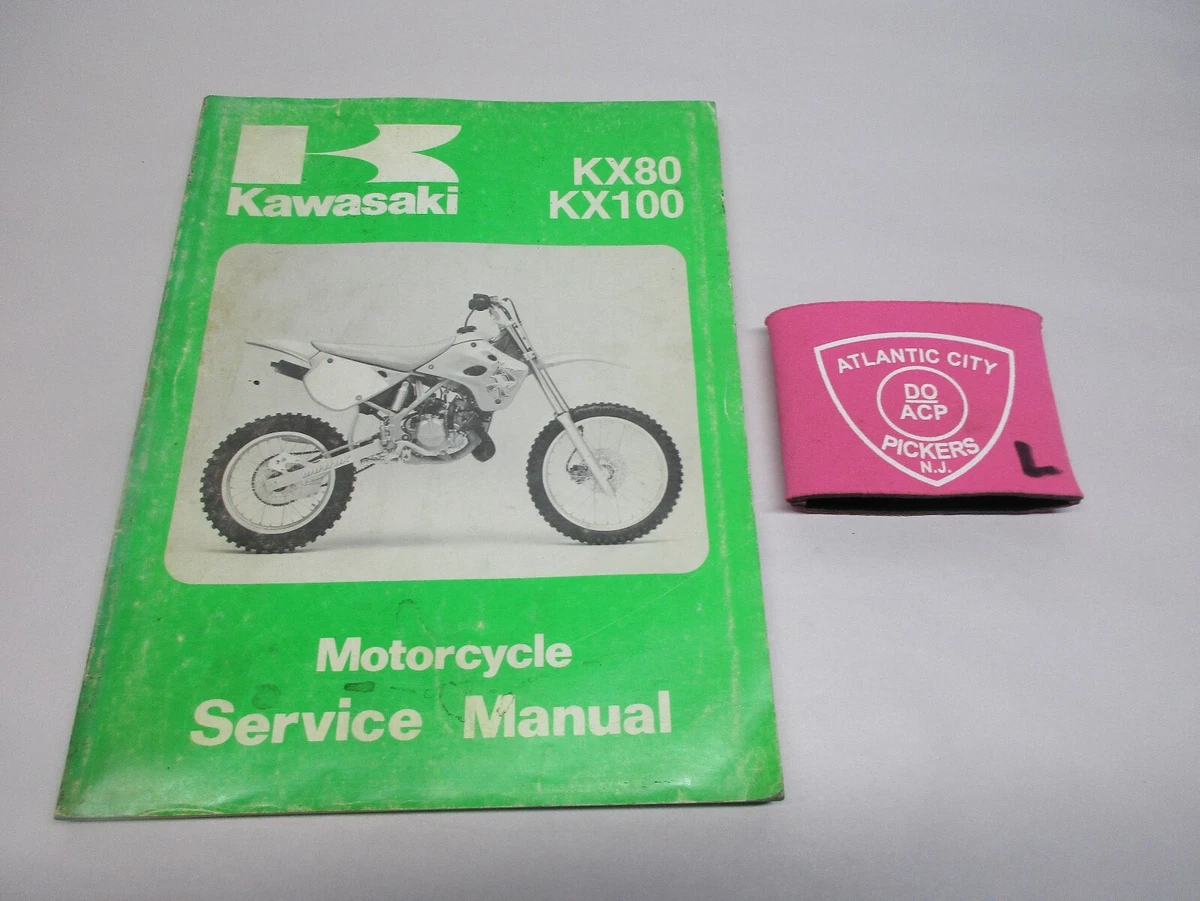 Kawasaki
KX80
KX100
Motorcycle
Service Manual
ATLANTIC CITY
DO
ACP
PICKERS
N.J.
L